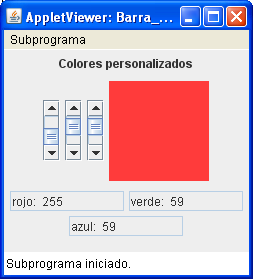 AppletViewer: Barra_...
Subprograma
Colores personalizados
rojo: 255
verde: 59
azul: 59
Subprograma iniciado.